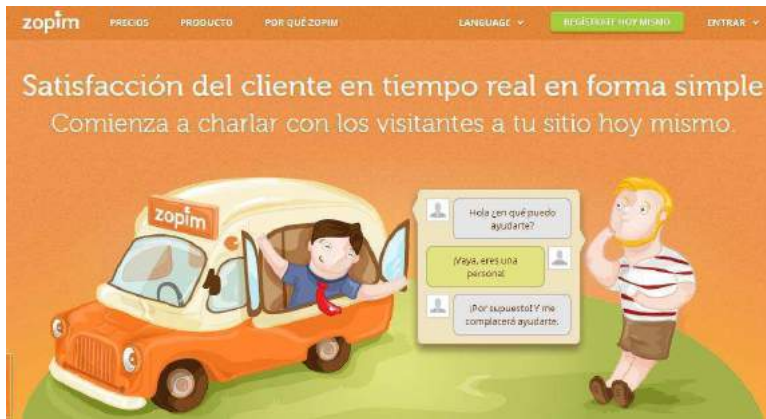 zopim PRECIOS PRODUCTO POR QUÉ ZOPIM LANGUAGE REGÍSTRATE HOY MISMO ENTRAR
Satisfacción del cliente en tiempo real en forma simple
Comienza a charlar con los visitantes a tu sitio hoy mismo.
zopim
Hola ¿en qué puedo
ayudarte?
¡Vaya, eres una
persona!
¡Por supuesto! Y me
complacerá ayudarte.